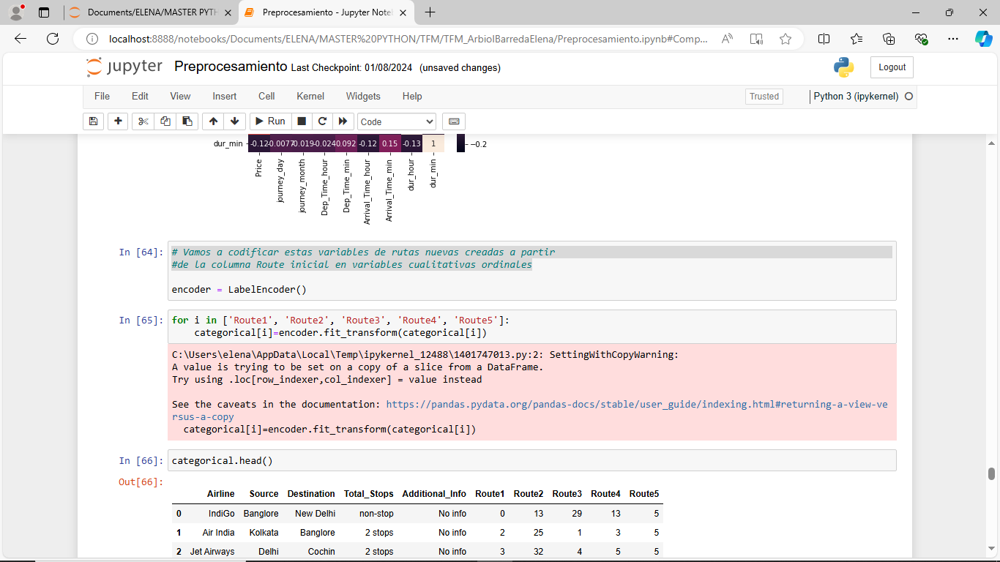 Documents/ELENA/MASTER PYTH
Preprocesamiento - Jupyter Note
localhost:8888/notebooks/Documents/ELENA/MASTER%20PYTHON/TFM/TFM_ArbiolBarredaElena/Preprocesamiento.ipynb#Comp...
jupyter Preprocesamiento Last Checkpoint: 01/08/2024 (unsaved changes)
Logout
File Edit View Insert Cell Kernel Widgets Help
Trusted
Python 3 (ipykernel)
Run
Code
dur_min -0.12 0.0077 0.019 -0.024 0.092 -0.12 0.15 -0.13 1
−0.2
Price
journey_day
journey_month
Dep_Time_hour
Dep_Time_min
Arrival_Time_hour
Arrival_Time_min
dur_hour
dur_min
In [64]: # Vamos a codificar estas variables de rutas nuevas creadas a partir
#de la columna Route inicial en variables cualitativas ordinales
encoder = LabelEncoder()
In [65]: for i in ['Route1', 'Route2', 'Route3', 'Route4', 'Route5']:
categorical[i]=encoder.fit_transform(categorical[i])
C:\Users\elena\AppData\Local\Temp\ipykernel_12488\1401747013.py:2: SettingWithCopyWarning:
A value is trying to be set on a copy of a slice from a DataFrame.
Try using .loc[row_indexer,col_indexer] = value instead
See the caveats in the documentation: https://pandas.pydata.org/pandas-docs/stable/user_guide/indexing.html#returning-a-view-ve
rsus-a-copy
categorical[i]=encoder.fit_transform(categorical[i])
In [66]: categorical.head()
Out[66]:
Airline Source Destination Total_Stops Additional_Info Route1 Route2 Route3 Route4 Route5
0 IndiGo Banglore New Delhi non-stop No info 0 13 29 13 5
1 Air India Kolkata Banglore 2 stops No info 2 25 1 3 5
2 Jet Airways Delhi Cochin 2 stops No info 3 32 4 5 5